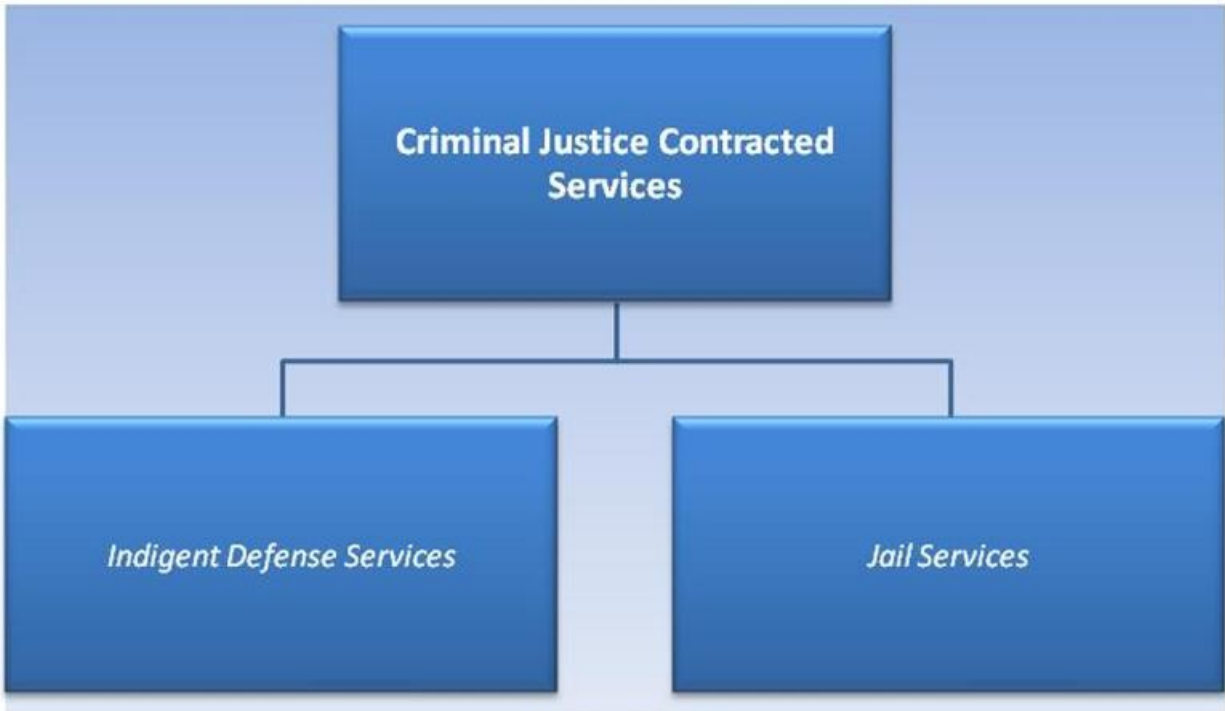 Criminal Justice Contracted
Services
Indigent Defense Services
Jail Services